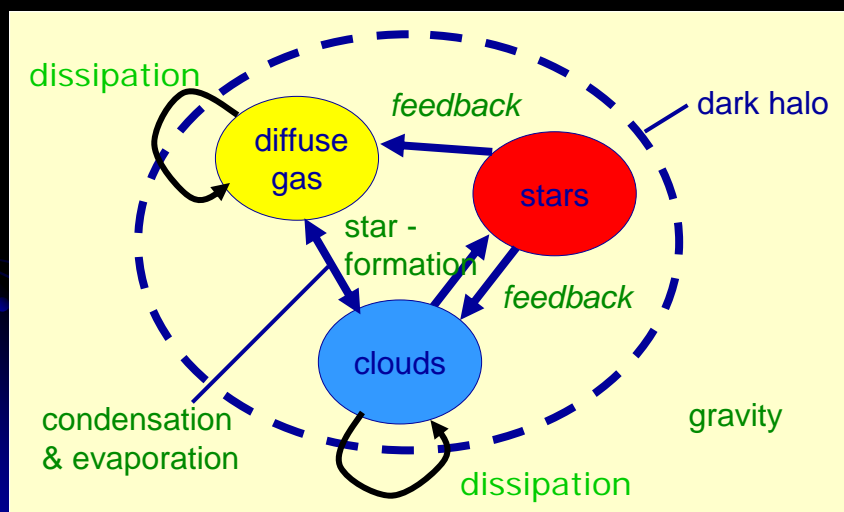 dissipation
feedback
dark halo
diffuse
gas
stars
star -
formation
feedback
clouds
condensation
& evaporation
gravity
dissipation